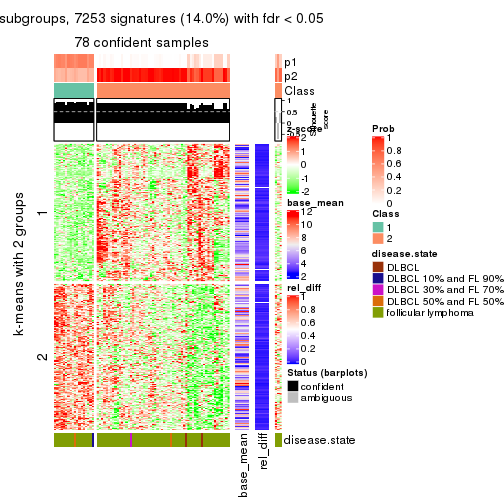 subgroups, 7253 signatures (14.0%) with fdr < 0.05
78 confident samples
p1
p2
Class
1
0.5
0
-0.5
Silhouette
score
k-means with 2 groups
1
2
base_mean
rel_diff
disease.state
z-score
2
1
0
-1
-2
base_mean
12
10
8
6
4
2
rel_diff
1
0.8
0.6
0.4
0.2
0
Status (barplots)
confident
ambiguous
Prob
1
0.8
0.6
0.4
0.2
0
Class
1
2
disease.state
DLBCL
DLBCL 10% and FL 90%
DLBCL 30% and FL 70%
DLBCL 50% and FL 50%
follicular lymphoma